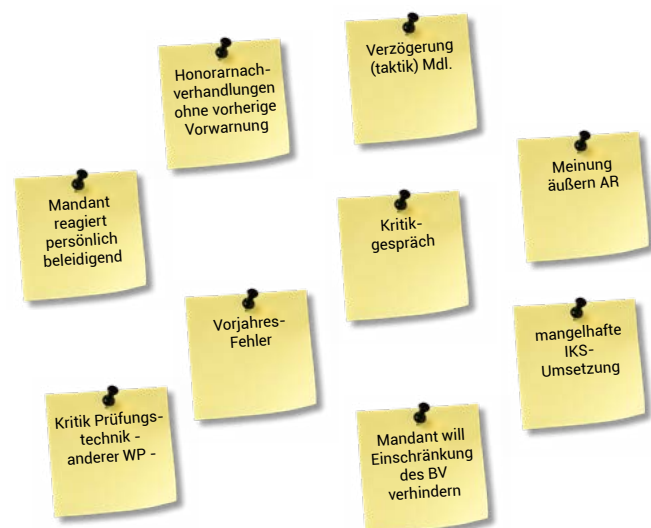 Honorarnach-
verhandlungen
ohne vorherige
Vorwarnung
Verzögerung
(taktik) Mdl.
Mandant
reagiert
persönlich
beleidigend
Kritik-
gespräch
Meinung
äußern AR
Vorjahres-
Fehler
mangelhafte
IKS-
Umsetzung
Kritik Prüfungs-
technik -
anderer WP -
Mandant will
Einschränkung
des BV
verhindern